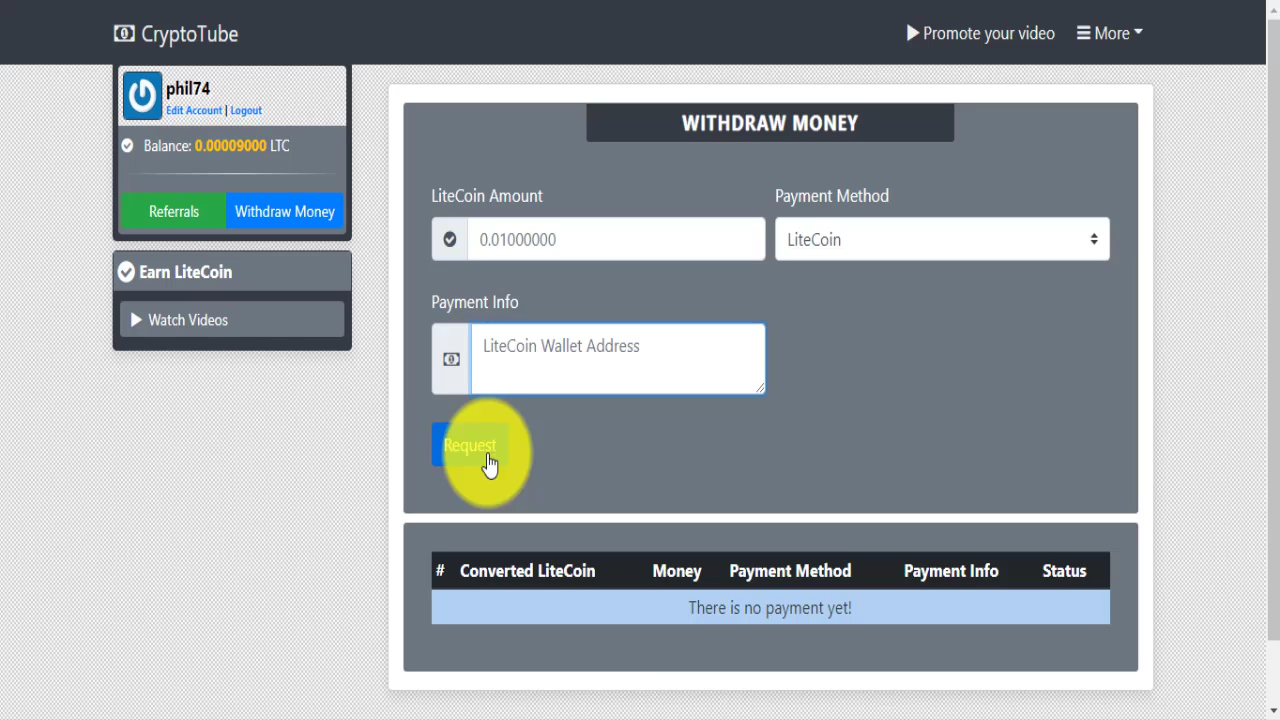 CryptoTube
Promote your video
More
phil74
Edit Account | Logout
Balance: 0.00009000 LTC
Referrals
Withdraw Money
Earn LiteCoin
Watch Videos
WITHDRAW MONEY
LiteCoin Amount
Payment Method
0.01000000
LiteCoin
Payment Info
LiteCoin Wallet Address
Request
# Converted LiteCoin Money Payment Method Payment Info Status
There is no payment yet!